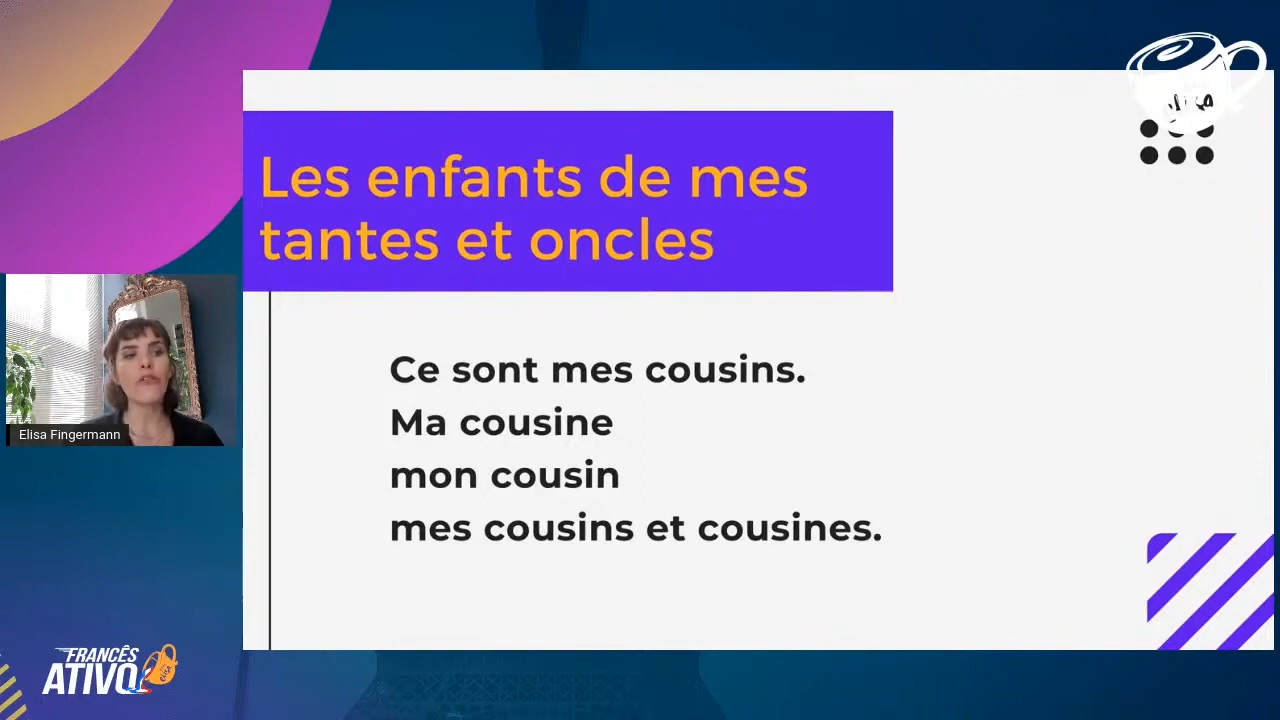 Les enfants de mes
tantes et oncles
Ce sont mes cousins.
Ma cousine
mon cousin
mes cousins et cousines.
Elisa Fingermann
FRANCÊS
ATIVO